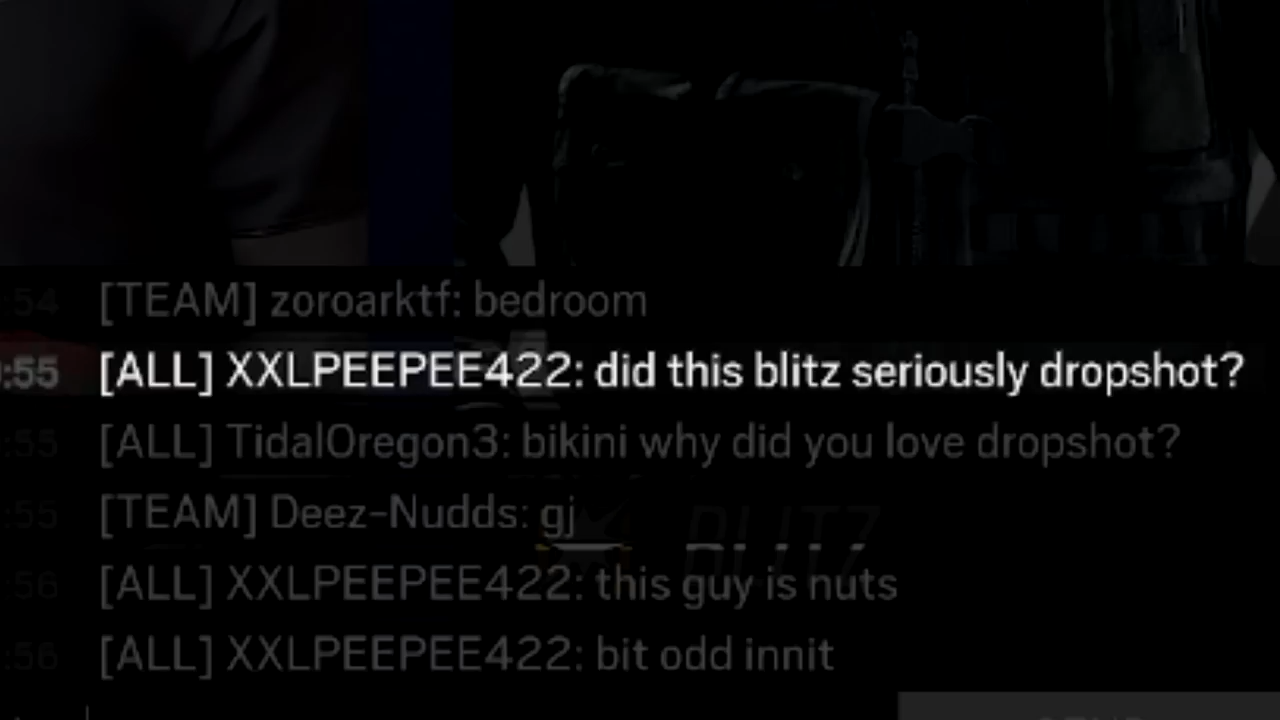 :54 [TEAM] zoroarktf: bedroom
:55 [ALL] XXLPEEPEE422: did this blitz seriously dropshot?
:55 [ALL] TidalOregon3: bikini why did you love dropshot?
:55 [TEAM] Deez-Nudds: gj
BLITZ
:56 [ALL] XXLPEEPEE422: this guy is nuts
:56 [ALL] XXLPEEPEE422: bit odd innit